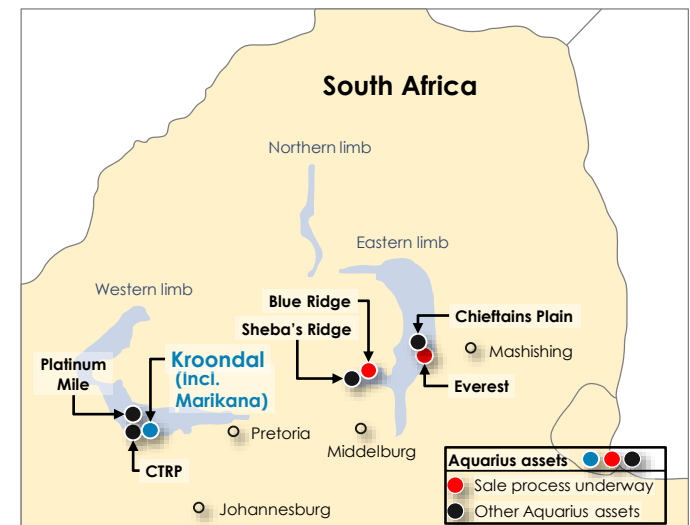 South Africa
Northern limb
Eastern limb
Western limb
Blue Ridge
Sheba's Ridge
Chieftains Plain
Mashishing
Everest
Platinum
Mile
Kroondal
(Incl.
Marikana)
CTRP
Pretoria
Middelburg
Johannesburg
Aquarius assets
Sale process underway
Other Aquarius assets